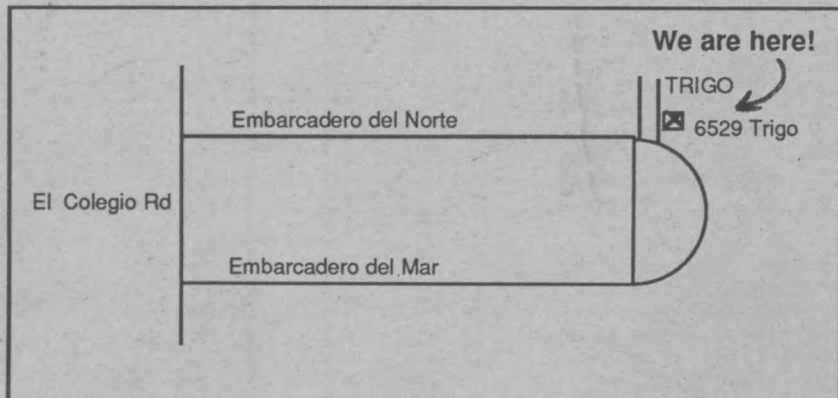 We are here!
TRIGO
6529 Trigo
Embarcadero del Norte
El Colegio Rd
Embarcadero del Mar